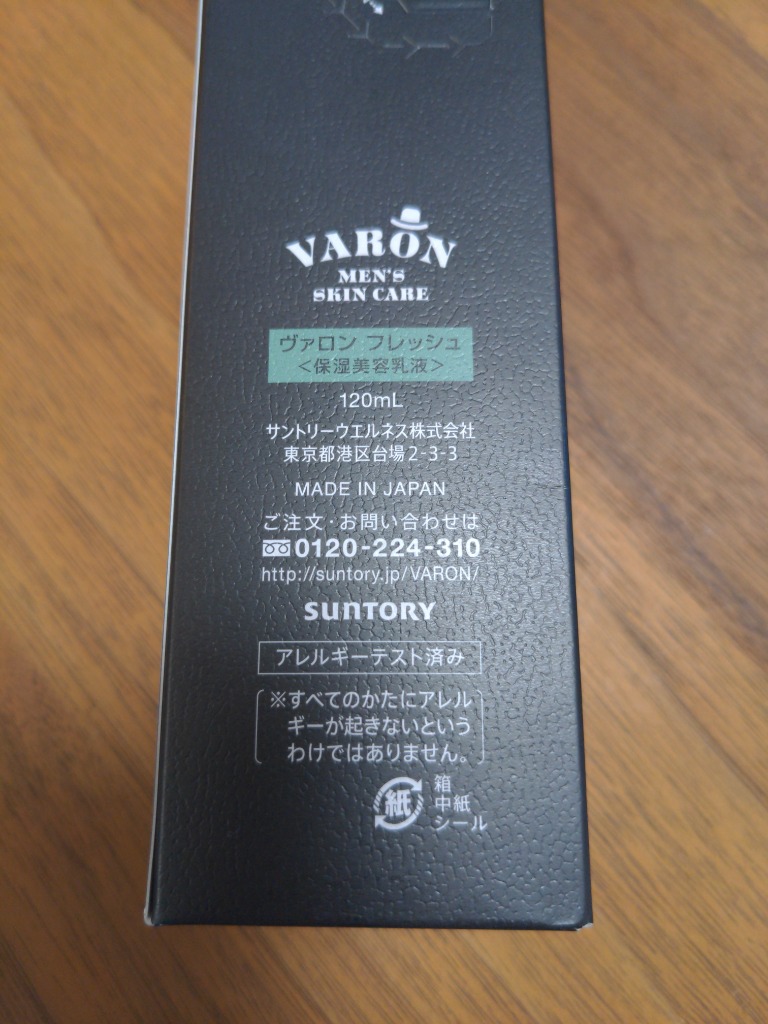 VARON
MEN'S
SKIN CARE
ヴァロン フレッシュ
<保湿美容乳液>
120mL
サントリーウエルネス株式会社
東京都港区台場2-3-3
MADE IN JAPAN
ご注文・お問い合わせは
0120-224-310
http://suntory.jp/VARON/
SUNTORY
アレルギーテスト済み
※すべてのかたにアレル
ギーが起きないという
わけではありません。
紙
箱
中紙
シール